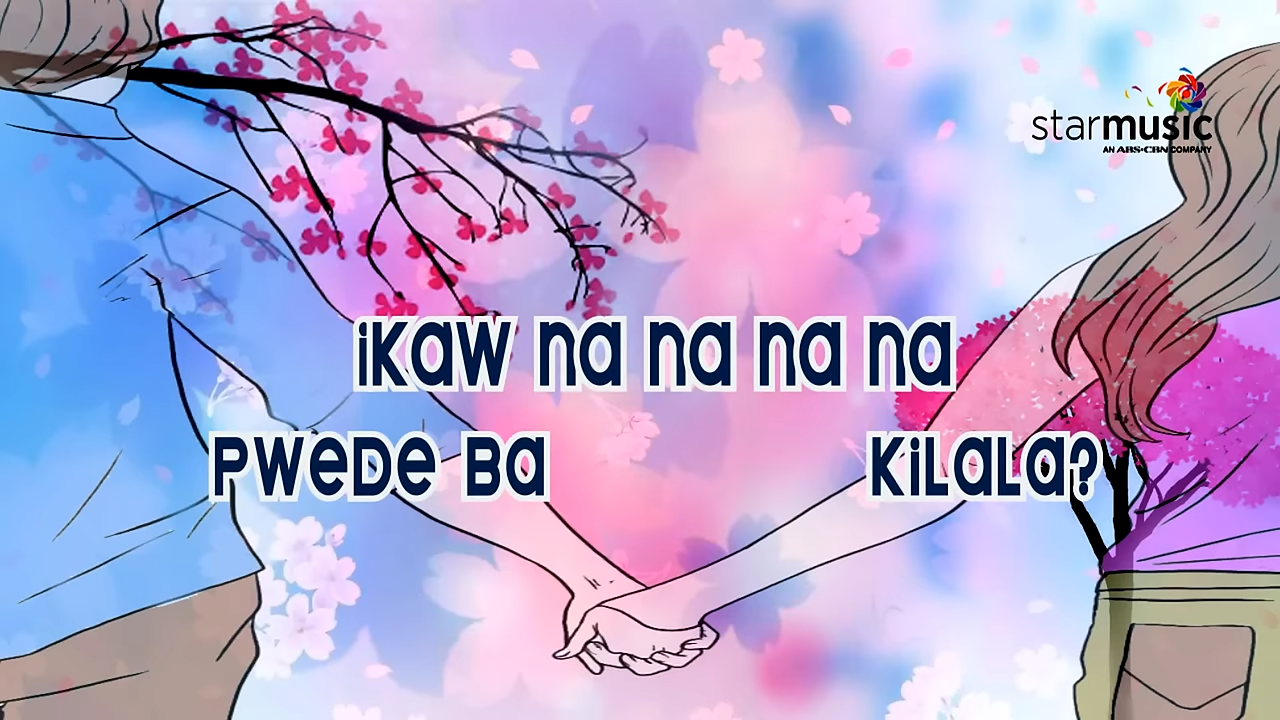 starmusic
AN ABS-CBN COMPANY
iKaW na na na na
PWeDe Ba KiLaLa?